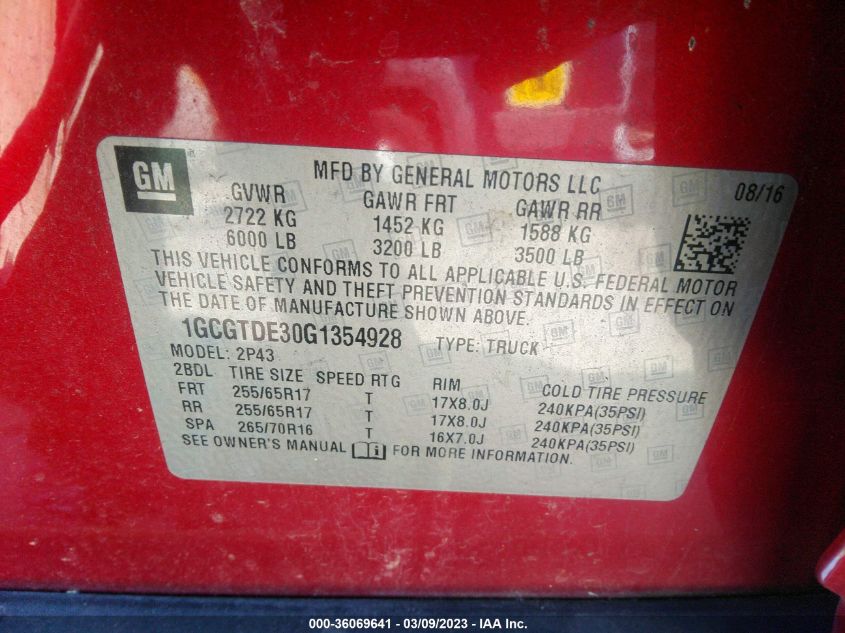 GM
MFD BY GENERAL MOTORS LLC
08/16
GVWR GAWR FRT GAWR RR
2722 KG 1452 KG 1588 KG
6000 LB 3200 LB 3500 LB
THIS VEHICLE CONFORMS TO ALL APPLICABLE U.S. FEDERAL MOTOR
VEHICLE SAFETY AND THEFT PREVENTION STANDARDS IN EFFECT ON
THE DATE OF MANUFACTURE SHOWN ABOVE.
1GCGTDE30G1354928 TYPE: TRUCK
MODEL: 2P43
2BDL TIRE SIZE SPEED RTG RIM COLD TIRE PRESSURE
FRT 255/65R17 T 17X8.0J 240KPA(35PSI)
RR 255/65R17 T 17X8.0J 240KPA(35PSI)
SPA 265/70R16 T 16X7.0J 240KPA(35PSI)
SEE OWNER'S MANUAL FOR MORE INFORMATION.
000-36069641 - 03/09/2023 - IAA Inc.